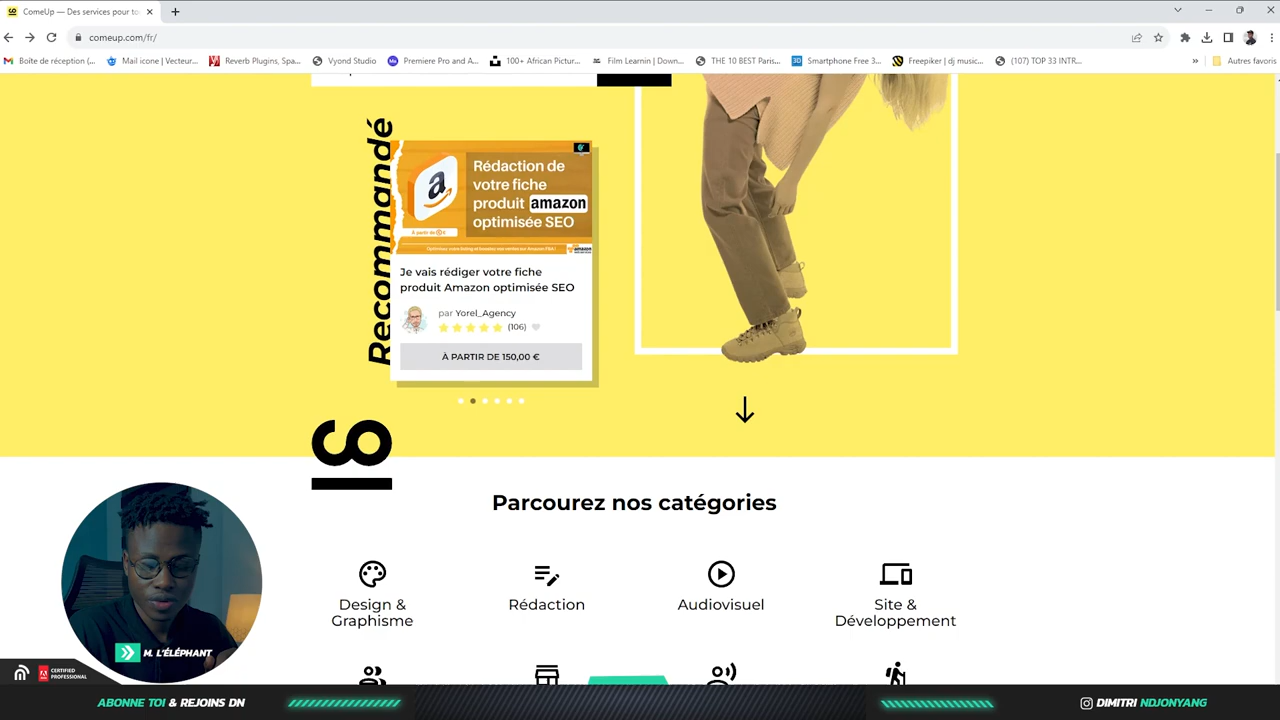 ComeUp — Des services pour to
comeup.com/fr/
Boîte de réception (...
Mail icone | Vecteur...
Reverb Plugins, Spa...
Vyond Studio
Premiere Pro and A...
100+ African Pictur...
Film Learnin | Down...
THE 10 BEST Paris...
Smartphone Free 3...
Freepiker | dj music...
(107) TOP 33 INTR...
»
Autres favoris
Recommandé
Rédaction de
votre fiche
produit amazon
optimisée SEO
À partir de
Je vais rédiger votre fiche
produit Amazon optimisée SEO
par Yorel_Agency
(106)
À PARTIR DE 150,00 €
Parcourez nos catégories
Design &
Graphisme
Rédaction
Audiovisuel
Site &
Développement
M. L'ÉLÉPHANT
CERTIFIED
PROFESSIONAL
ABONNE TOI & REJOINS DN
DIMITRI NDJONYANG